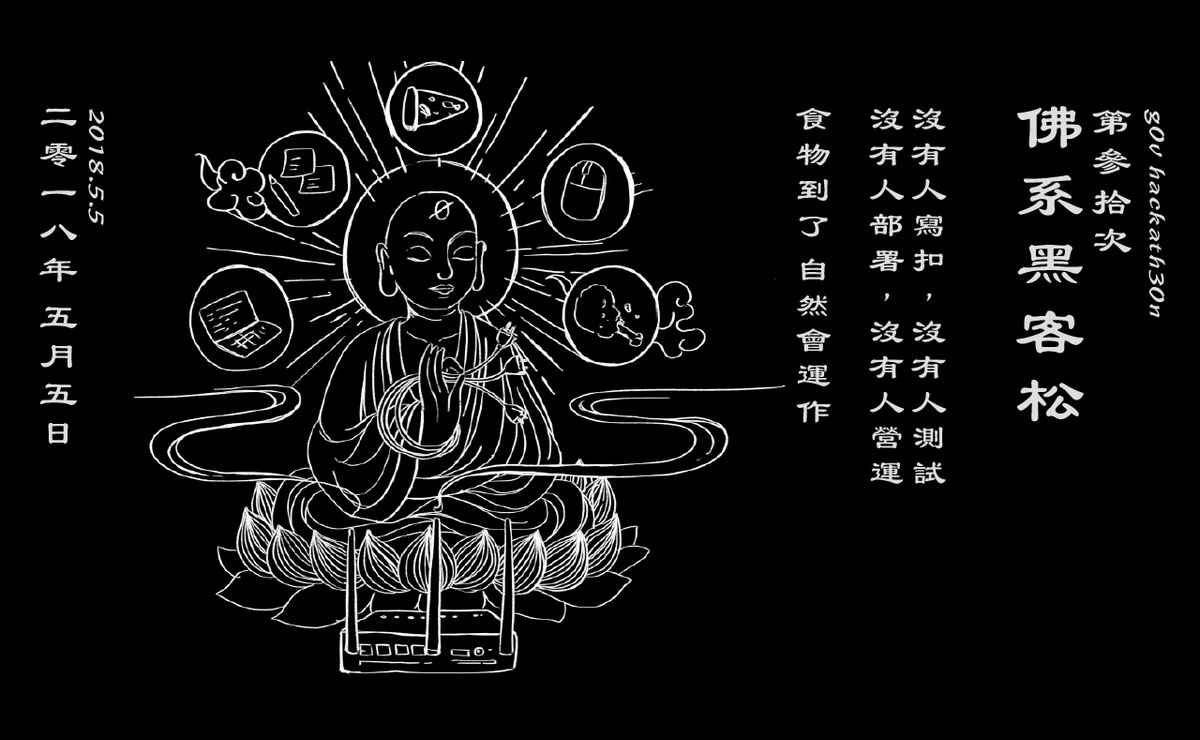 g0v hackath30n
第參拾次
佛系黑客松
沒有人寫扣，沒有人測試
沒有人部署，沒有人營運
食物到了 自然會運作
2018.5.5
二零一八年 五月五日